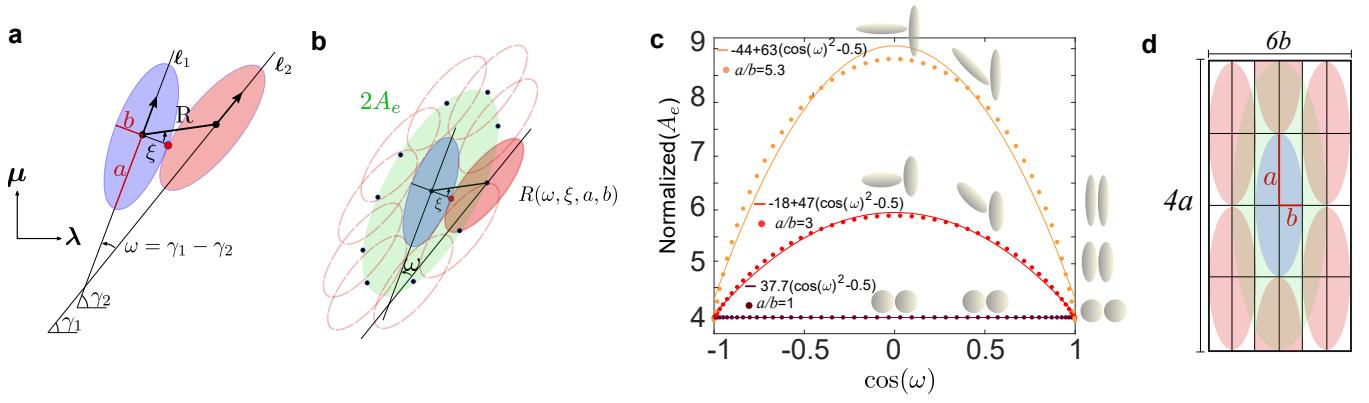 a
ℓ₁
ℓ₂
b
R
ξ
a
μ
λ
ω = γ₁ − γ₂
γ₂
γ₁
b
2Aₑ
ξ
R(ω, ξ, a, b)
ω
c
Normalized(Aₑ)
9
8
7
6
5
4
-44+63(cos(ω)²-0.5)
a/b=5.3
-18+47(cos(ω)²-0.5)
a/b=3
37.7(cos(ω)²-0.5)
a/b=1
-1
-0.5
0
0.5
1
cos(ω)
d
6b
4a
a
b